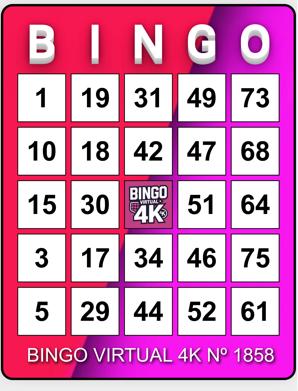 B I N G O
1 19 31 49 73
10 18 42 47 68
15 30 BINGO VIRTUAL 4K 51 64
3 17 34 46 75
5 29 44 52 61
BINGO VIRTUAL 4K Nº 1858